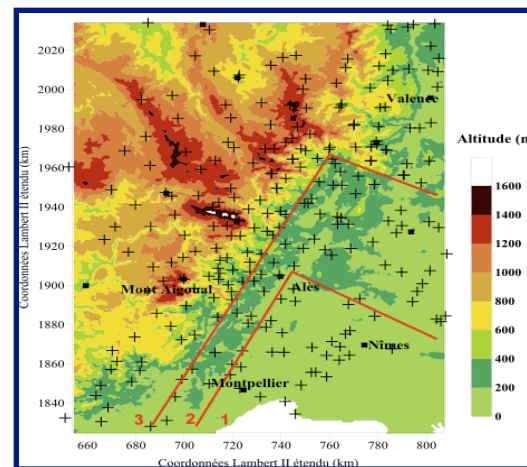 2020
2000
1980
1960
1940
1920
1900
1880
1860
1840
Coordonnées Lambert II étendu (km)
Valence
Mont Aigoual
Alès
Nîmes
Montpellier
3 2 1
660 680 700 720 740 760 780 800
Coordonnées Lambert II étendu (km)
Altitude (m
1600
1400
1200
1000
800
600
400
200
0